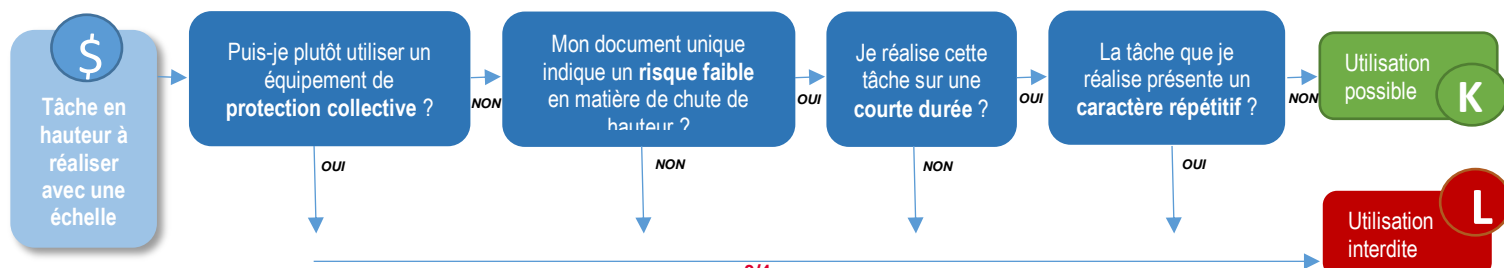 $
Tâche en
hauteur à
réaliser
avec une
échelle
Puis-je plutôt utiliser un
équipement de
protection collective ?
NON
OUI
Mon document unique
indique un risque faible
en matière de chute de
hauteur ?
OUI
NON
Je réalise cette
tâche sur une
courte durée ?
OUI
NON
La tâche que je
réalise présente un
caractère répétitif ?
NON
OUI
Utilisation
possible
K
Utilisation
interdite
L